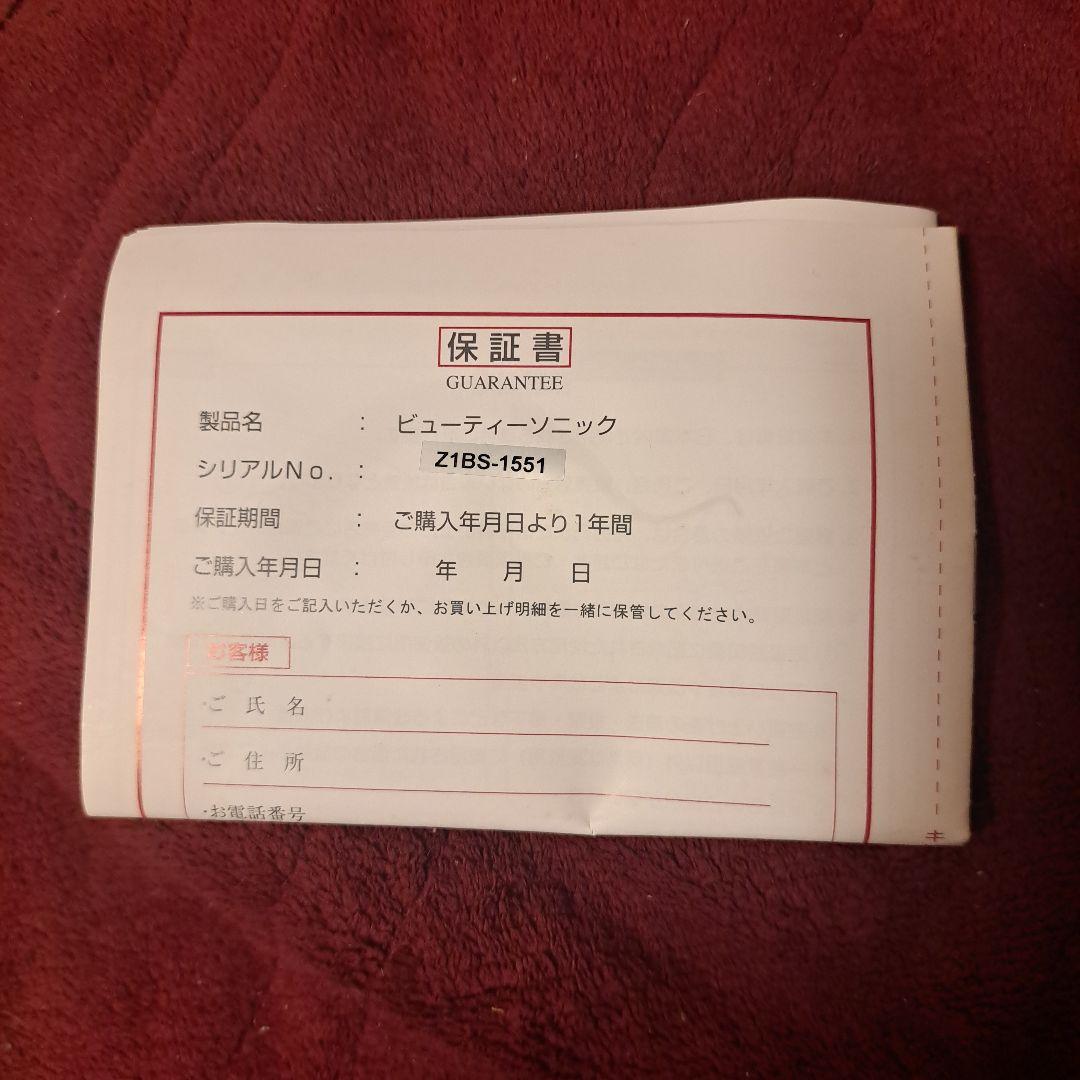 保証書
GUARANTEE
製品名 : ビューティーソニック
シリアルNo. : Z1BS-1551
保証期間 : ご購入年月日より1年間
ご購入年月日 : 年 月 日
※ご購入日をご記入いただくか、お買い上げ明細を一緒に保管してください。
お客様
・ご氏名
・ご住所
・お電話番号
キ